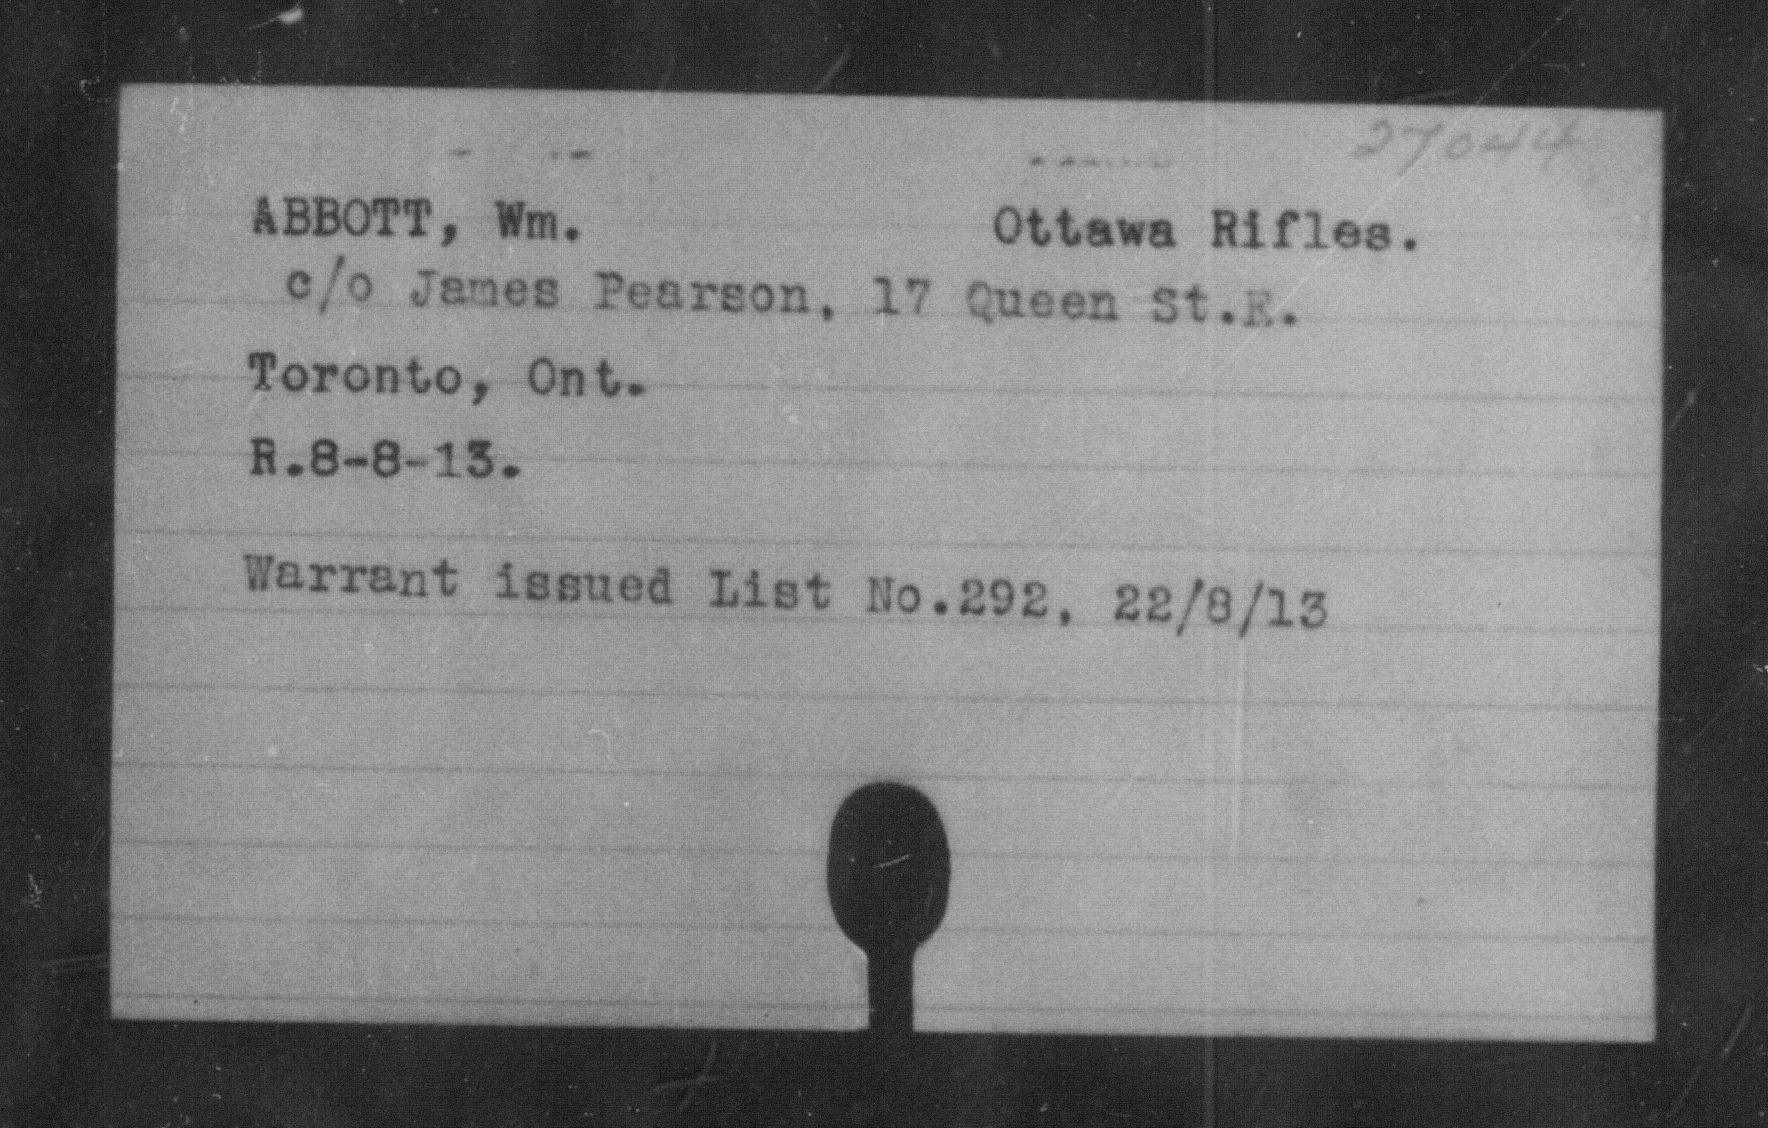 27044
ABBOTT, Wm. Ottawa Rifles.
c/o James Pearson, 17 Queen St.E.
Toronto, Ont.
R.8-8-13.
Warrant issued List No.292, 22/8/13